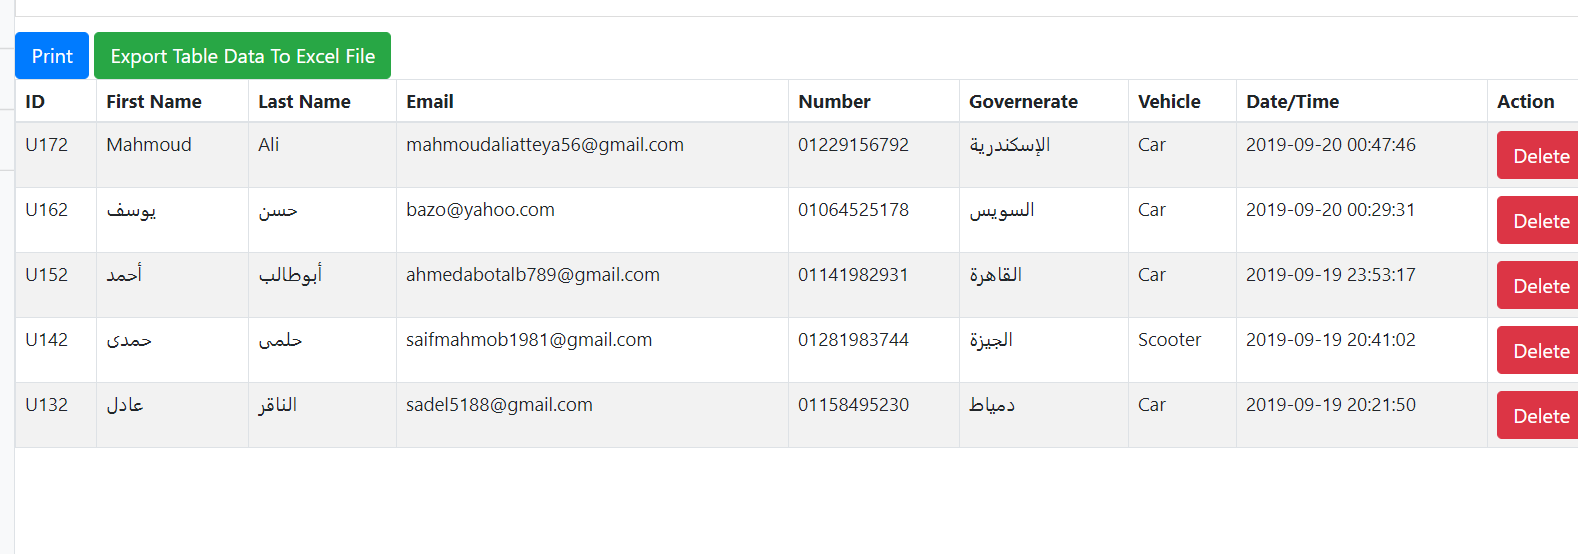 Print Export Table Data To Excel File
ID First Name Last Name Email Number Governerate Vehicle Date/Time Action
U172 Mahmoud Ali mahmoudaliatteya56@gmail.com 01229156792 الإسكندرية Car 2019-09-20 00:47:46 Delete
U162 يوسف حسن bazo@yahoo.com 01064525178 السويس Car 2019-09-20 00:29:31 Delete
U152 أحمد أبوطالب ahmedabotalb789@gmail.com 01141982931 القاهرة Car 2019-09-19 23:53:17 Delete
U142 حمدى حلمى saifmahmob1981@gmail.com 01281983744 الجيزة Scooter 2019-09-19 20:41:02 Delete
U132 عادل الناقر sadel5188@gmail.com 01158495230 دمياط Car 2019-09-19 20:21:50 Delete